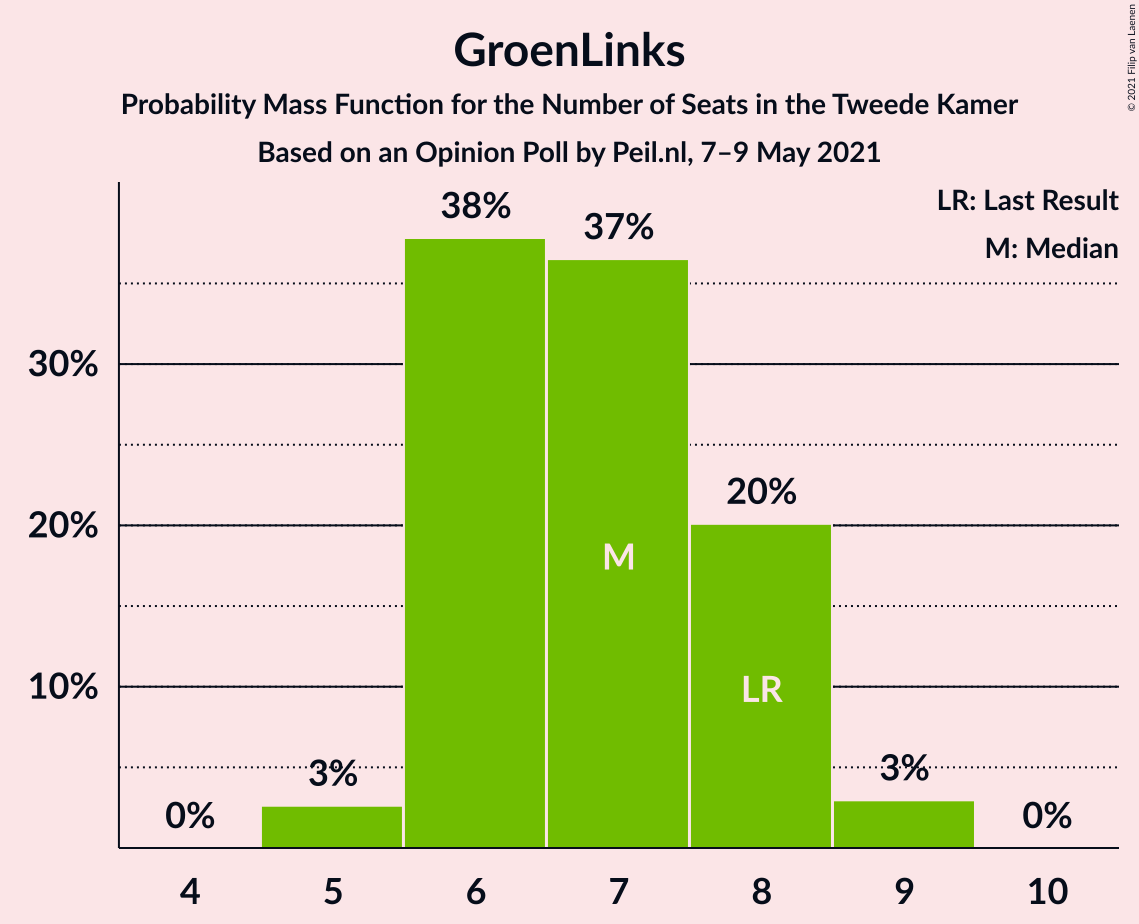 GroenLinks
Probability Mass Function for the Number of Seats in the Tweede Kamer
Based on an Opinion Poll by Peil.nl, 7–9 May 2021
© 2021 Filip van Laenen
LR: Last Result
M: Median
38%
37%
30%
20%
20%
M
LR
10%
3%
3%
0%
0%
4 5 6 7 8 9 10